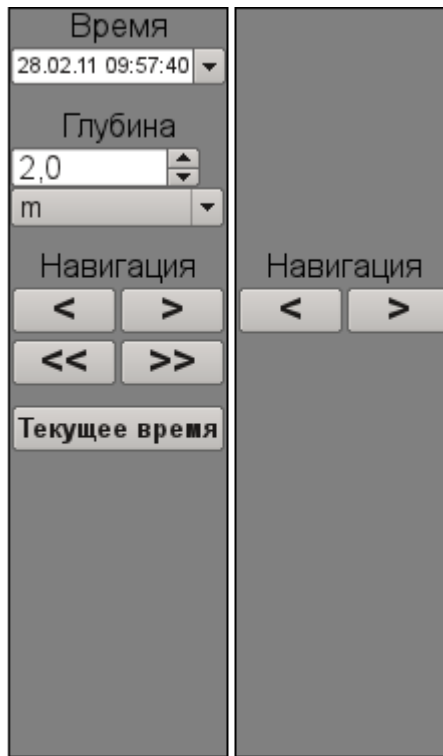 Время
28.02.11 09:57:40
Глубина
2,0
m
Навигация
< >
<< >>
Текущее время
Навигация
< >